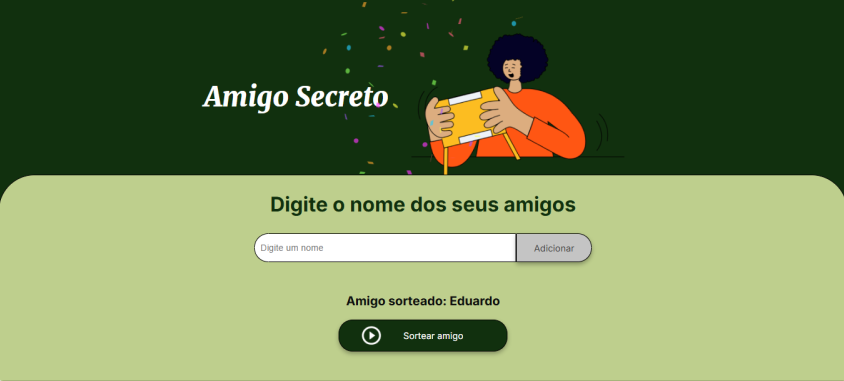 Amigo Secreto
Digite o nome dos seus amigos
Digite um nome
Adicionar
Amigo sorteado: Eduardo
Sortear amigo